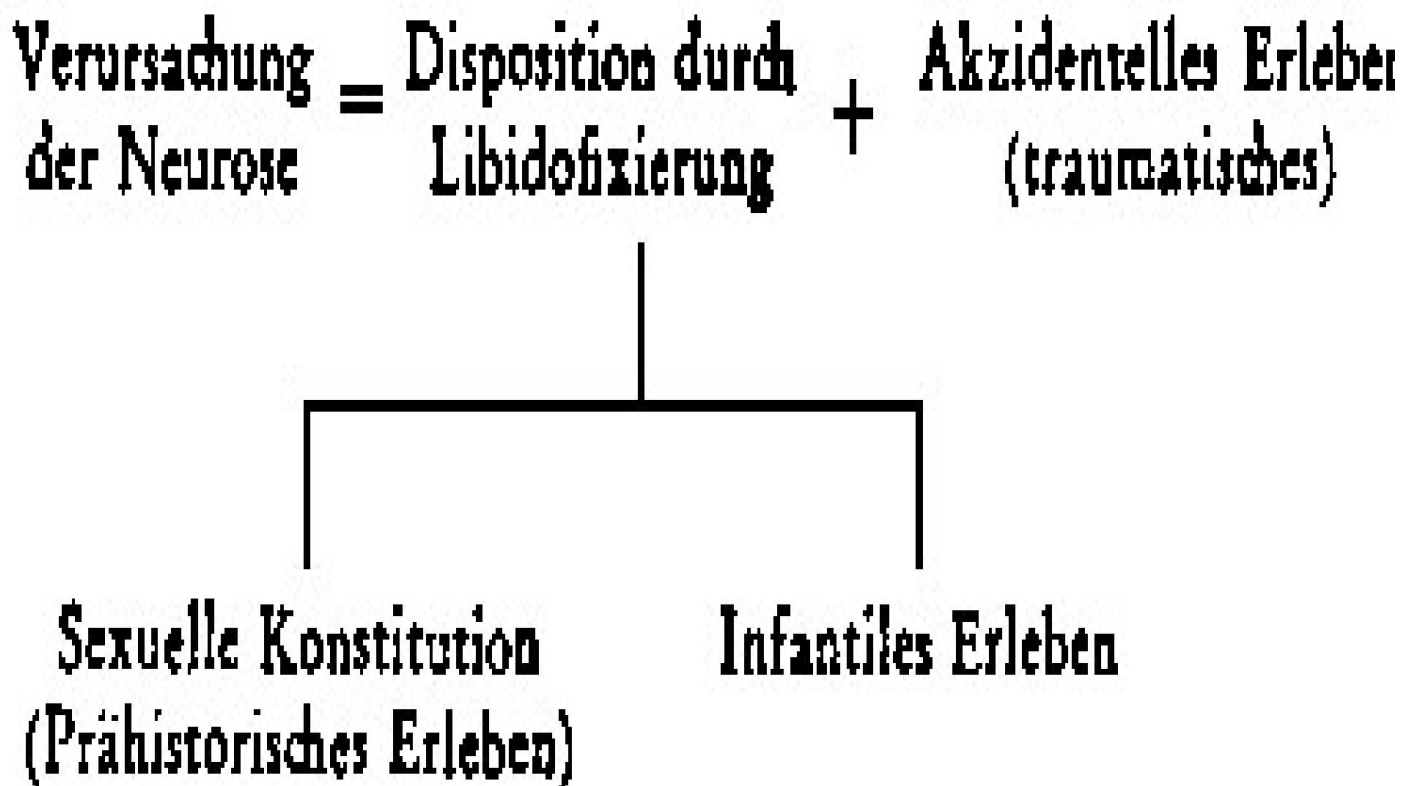 Verursachung = Disposition durch + Akzidentelles Erleben
der Neurose Libidofixierung (traumatisches)
Sexuelle Konstitution Infantiles Erleben
(Prähistorisches Erleben)